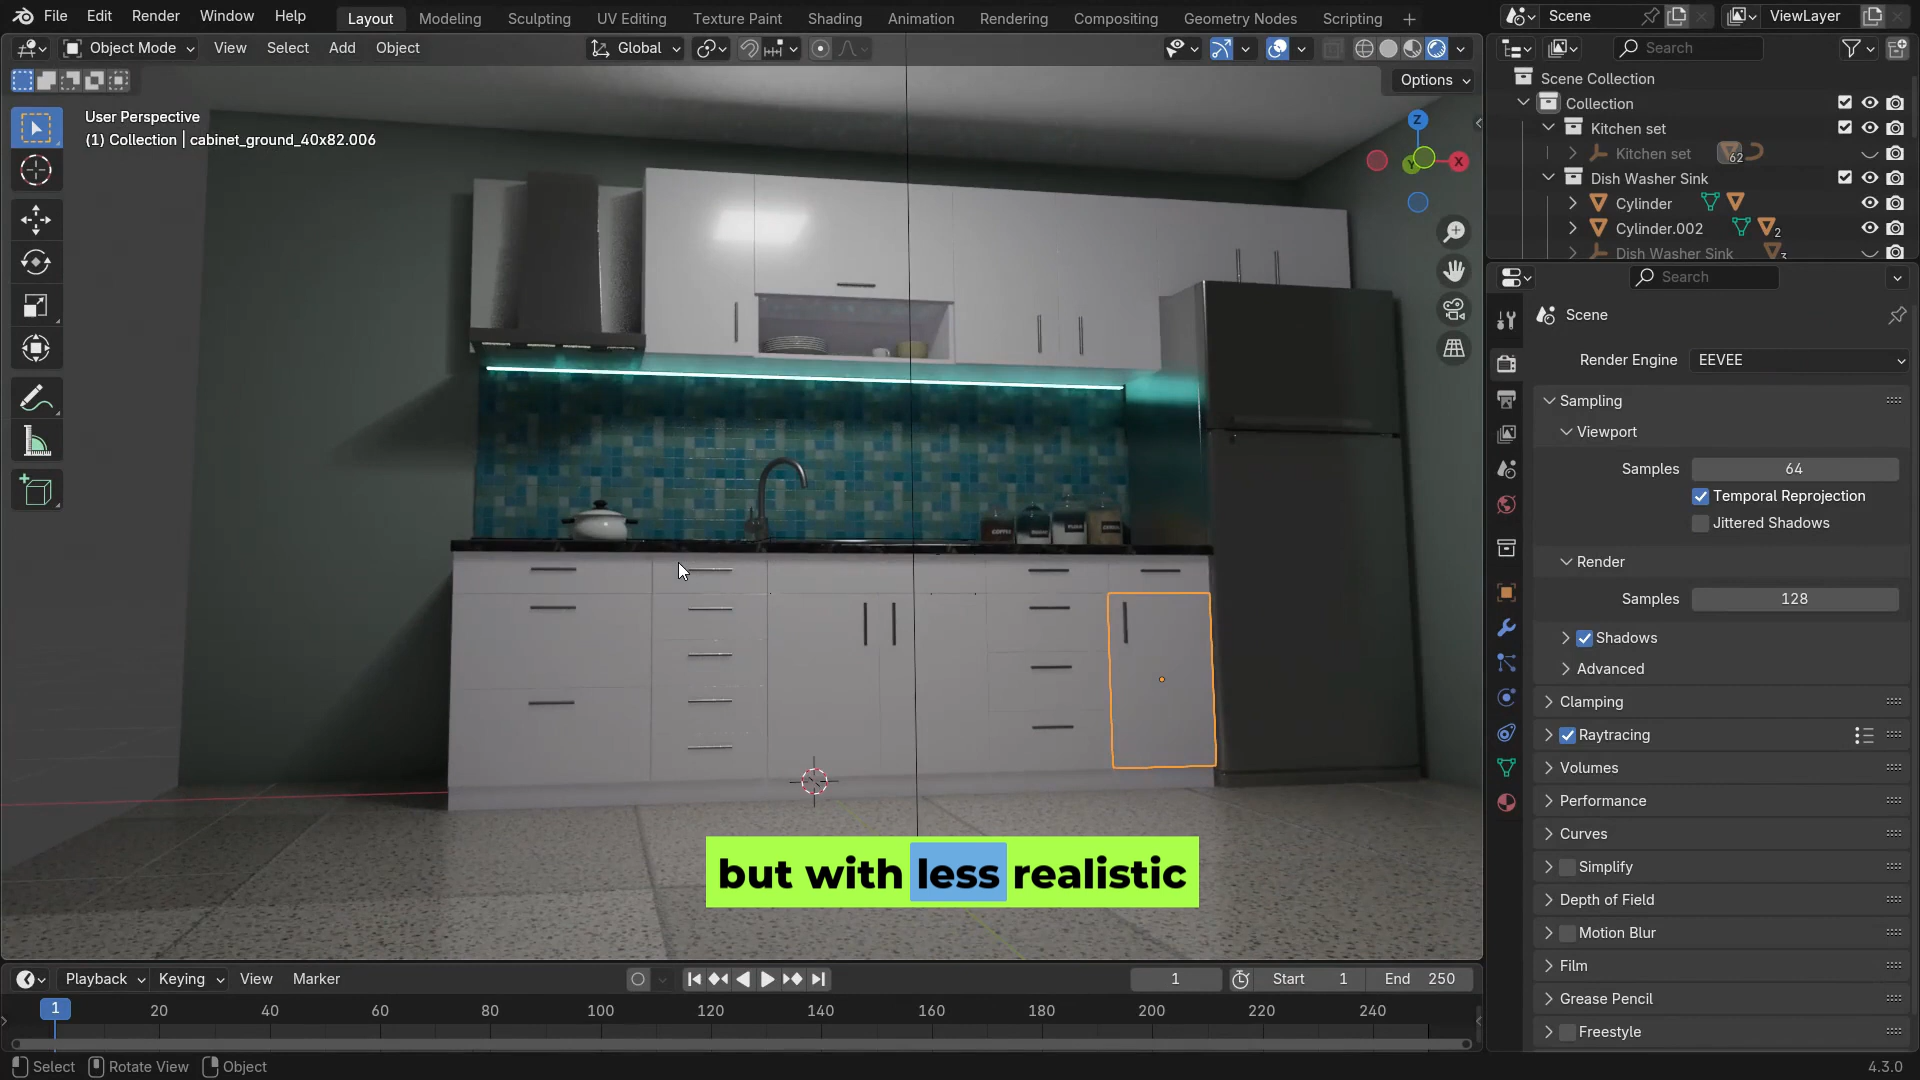 File Edit Render Window Help Layout Modeling Sculpting UV Editing Texture Paint Shading Animation Rendering Compositing Geometry Nodes Scripting Scene ViewLayer
Object Mode View Select Add Object Global Search
Options
User Perspective
(1) Collection | cabinet_ground_40x82.006
Z
X
Y
Scene Collection
Collection
Kitchen set
Kitchen set 62
Dish Washer Sink
Cylinder
Cylinder.002 2
Dish Washer Sink 3
Search
Scene
Render Engine EEVEE
Sampling
Viewport
Samples 64
Temporal Reprojection
Jittered Shadows
Render
Samples 128
Shadows
Advanced
Clamping
Raytracing
Volumes
Performance
Curves
Simplify
Depth of Field
Motion Blur
Film
Grease Pencil
Freestyle
COFFEE
but with less realistic
Playback Keying View Marker 1 Start 1 End 250
1 20 40 60 80 100 120 140 160 180 200 220 240
Select Rotate View Object 4.3.0